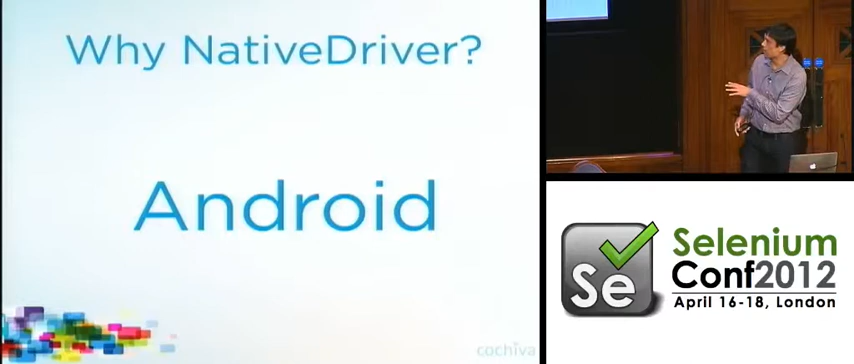 Why NativeDriver?
Android
cochiva
Se
Selenium
Conf2012
April 16-18, London